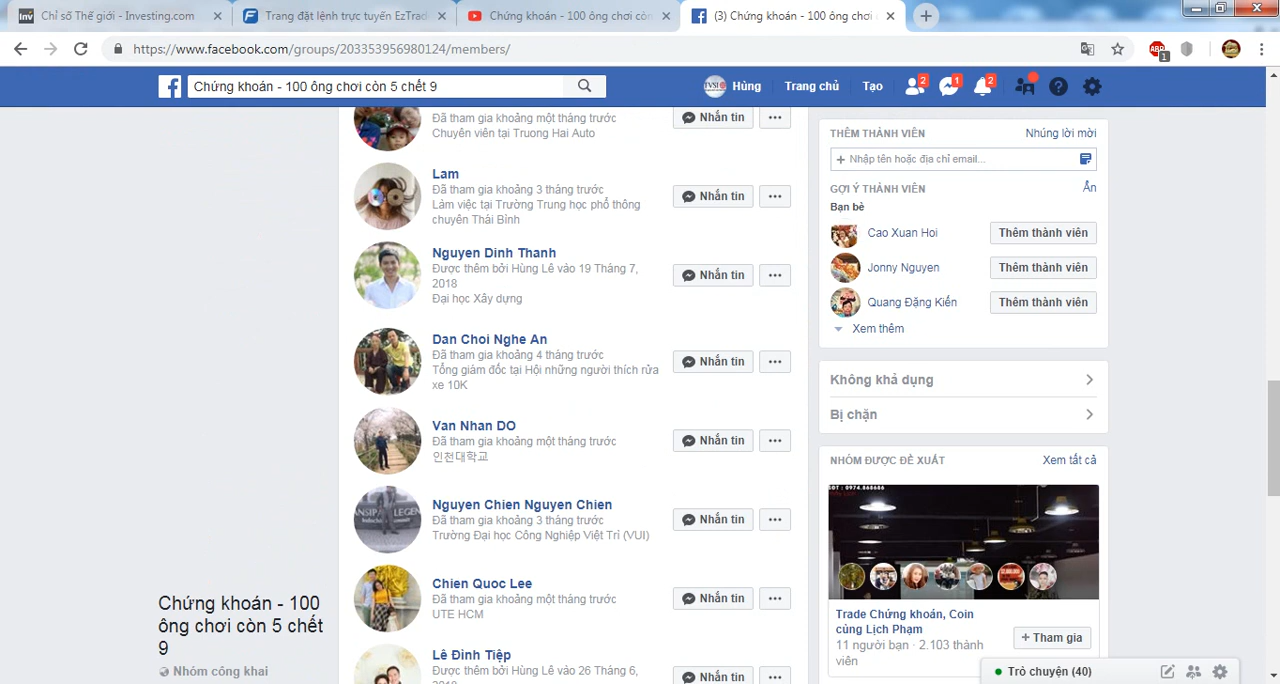 Chỉ số Thế giới - Investing.com
Trang đặt lệnh trực tuyến EzTrade
Chứng khoán - 100 ông chơi còn 5
(3) Chứng khoán - 100 ông chơi
https://www.facebook.com/groups/203353956980124/members/
ABP
1
Chứng khoán - 100 ông chơi còn 5 chết 9
TVSI
Hùng
Trang chủ
Tạo
2
1
2
Đã tham gia khoảng một tháng trước
Chuyên viên tại Truong Hai Auto
Nhắn tin
Lam
Đã tham gia khoảng 3 tháng trước
Làm việc tại Trường Trung học phổ thông
chuyên Thái Bình
Nhắn tin
Nguyen Dinh Thanh
Được thêm bởi Hùng Lê vào 19 Tháng 7,
2018
Đại học Xây dựng
Nhắn tin
Dan Choi Nghe An
Đã tham gia khoảng 4 tháng trước
Tổng giám đốc tại Hội những người thích rửa
xe 10K
Nhắn tin
Van Nhan DO
Đã tham gia khoảng một tháng trước
인천대학교
Nhắn tin
Nguyen Chien Nguyen Chien
Đã tham gia khoảng 3 tháng trước
Trường Đại học Công Nghiệp Việt Trì (VUI)
Nhắn tin
Chien Quoc Lee
Đã tham gia khoảng một tháng trước
UTE HCM
Nhắn tin
Lê Đình Tiệp
Được thêm bởi Hùng Lê vào 26 Tháng 6,
2018
Nhắn tin
Chứng khoán - 100
ông chơi còn 5 chết
9
Nhóm công khai
THÊM THÀNH VIÊN
Nhúng lời mời
+ Nhập tên hoặc địa chỉ email...
GỢI Ý THÀNH VIÊN
Ẩn
Bạn bè
Cao Xuan Hoi
Thêm thành viên
Jonny Nguyen
Thêm thành viên
Quang Đặng Kiến
Thêm thành viên
Xem thêm
Không khả dụng
Bị chặn
NHÓM ĐƯỢC ĐỀ XUẤT
Xem tất cả
Trade Chứng khoán, Coin
cùng Lịch Phạm
11 người bạn · 2.103 thành
viên
+ Tham gia
Trò chuyện (40)